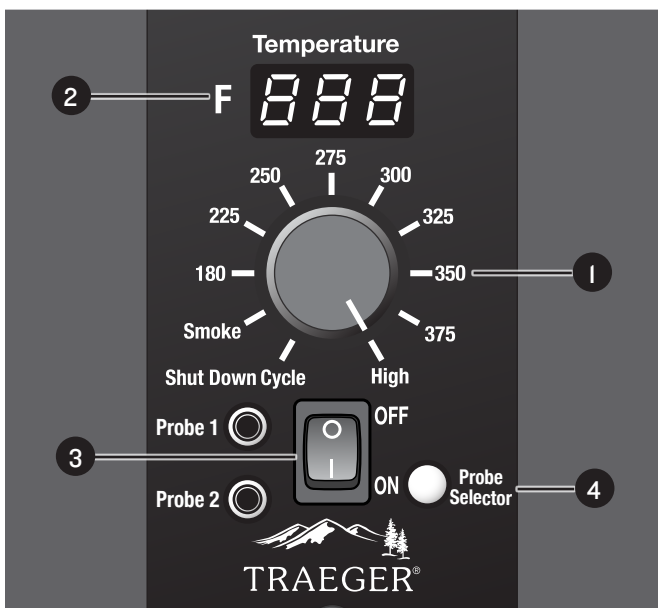 Temperature
2
F 888
275
250
300
225
325
180
350
1
Smoke
375
Shut Down Cycle
High
Probe 1
OFF
3
Probe 2
ON
Probe
Selector
4
TRAEGER®